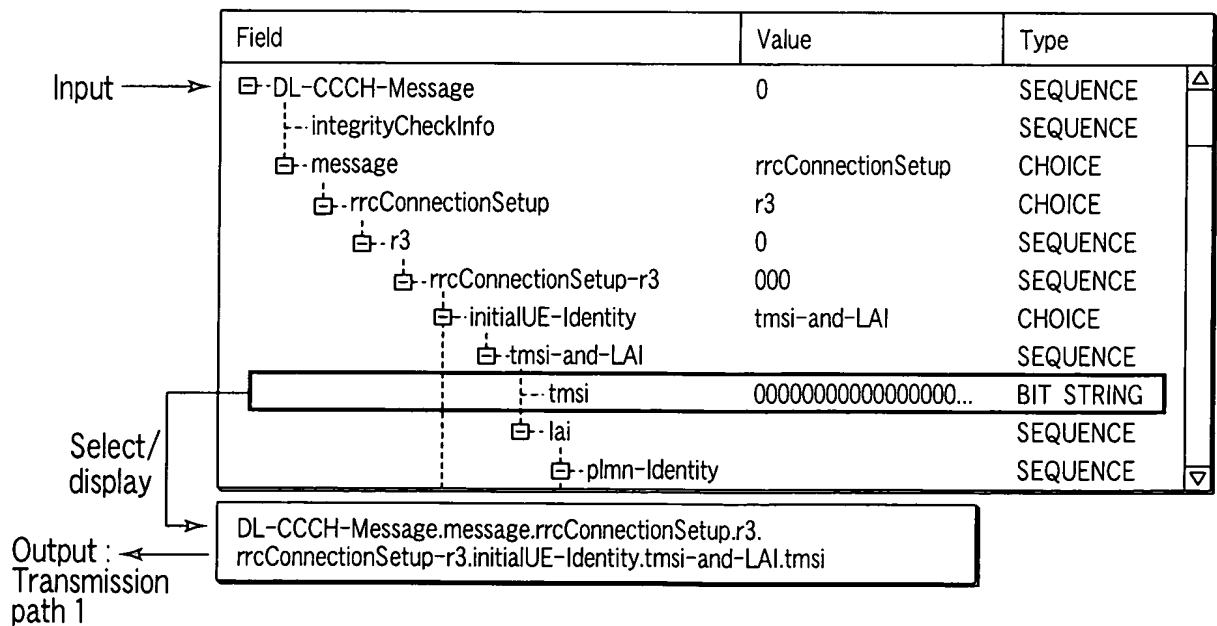 Field Value Type
Input DL-CCCH-Message 0 SEQUENCE
integrityCheckInfo SEQUENCE
message rrcConnectionSetup CHOICE
rrcConnectionSetup r3 CHOICE
r3 0 SEQUENCE
rrcConnectionSetup-r3 000 SEQUENCE
initialUE-Identity tmsi-and-LAI CHOICE
tmsi-and-LAI SEQUENCE
tmsi 00000000000000000... BIT STRING
lai SEQUENCE
plmn-Identity SEQUENCE
Select/
display
DL-CCCH-Message.message.rrcConnectionSetup.r3.
rrcConnectionSetup-r3.initialUE-Identity.tmsi-and-LAI.tmsi
Output :
Transmission
path 1